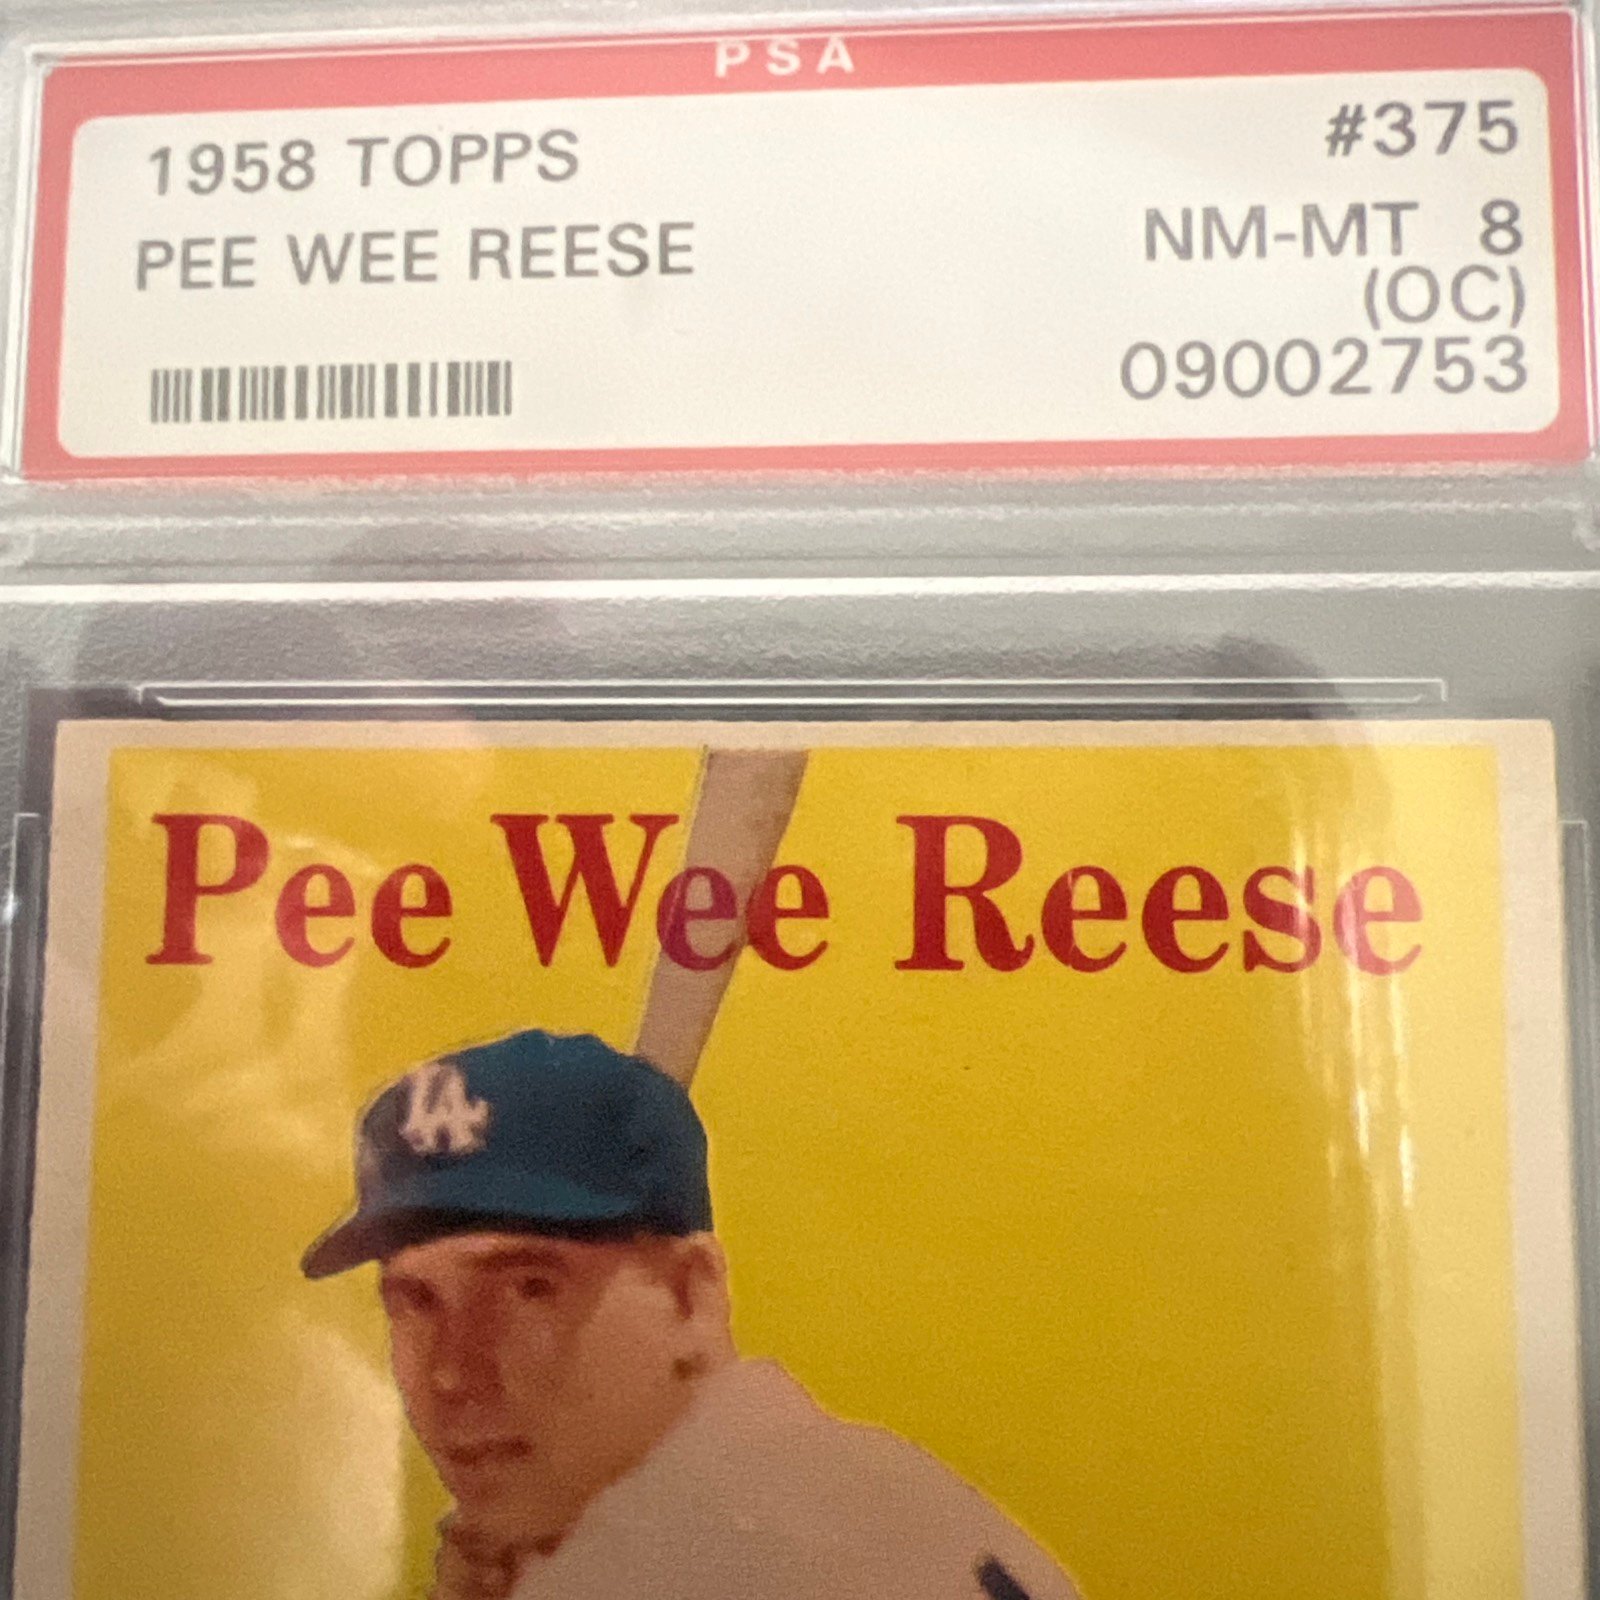 PSA
1958 TOPPS #375
PEE WEE REESE NM-MT 8
(OC)
09002753
Pee Wee Reese
LA